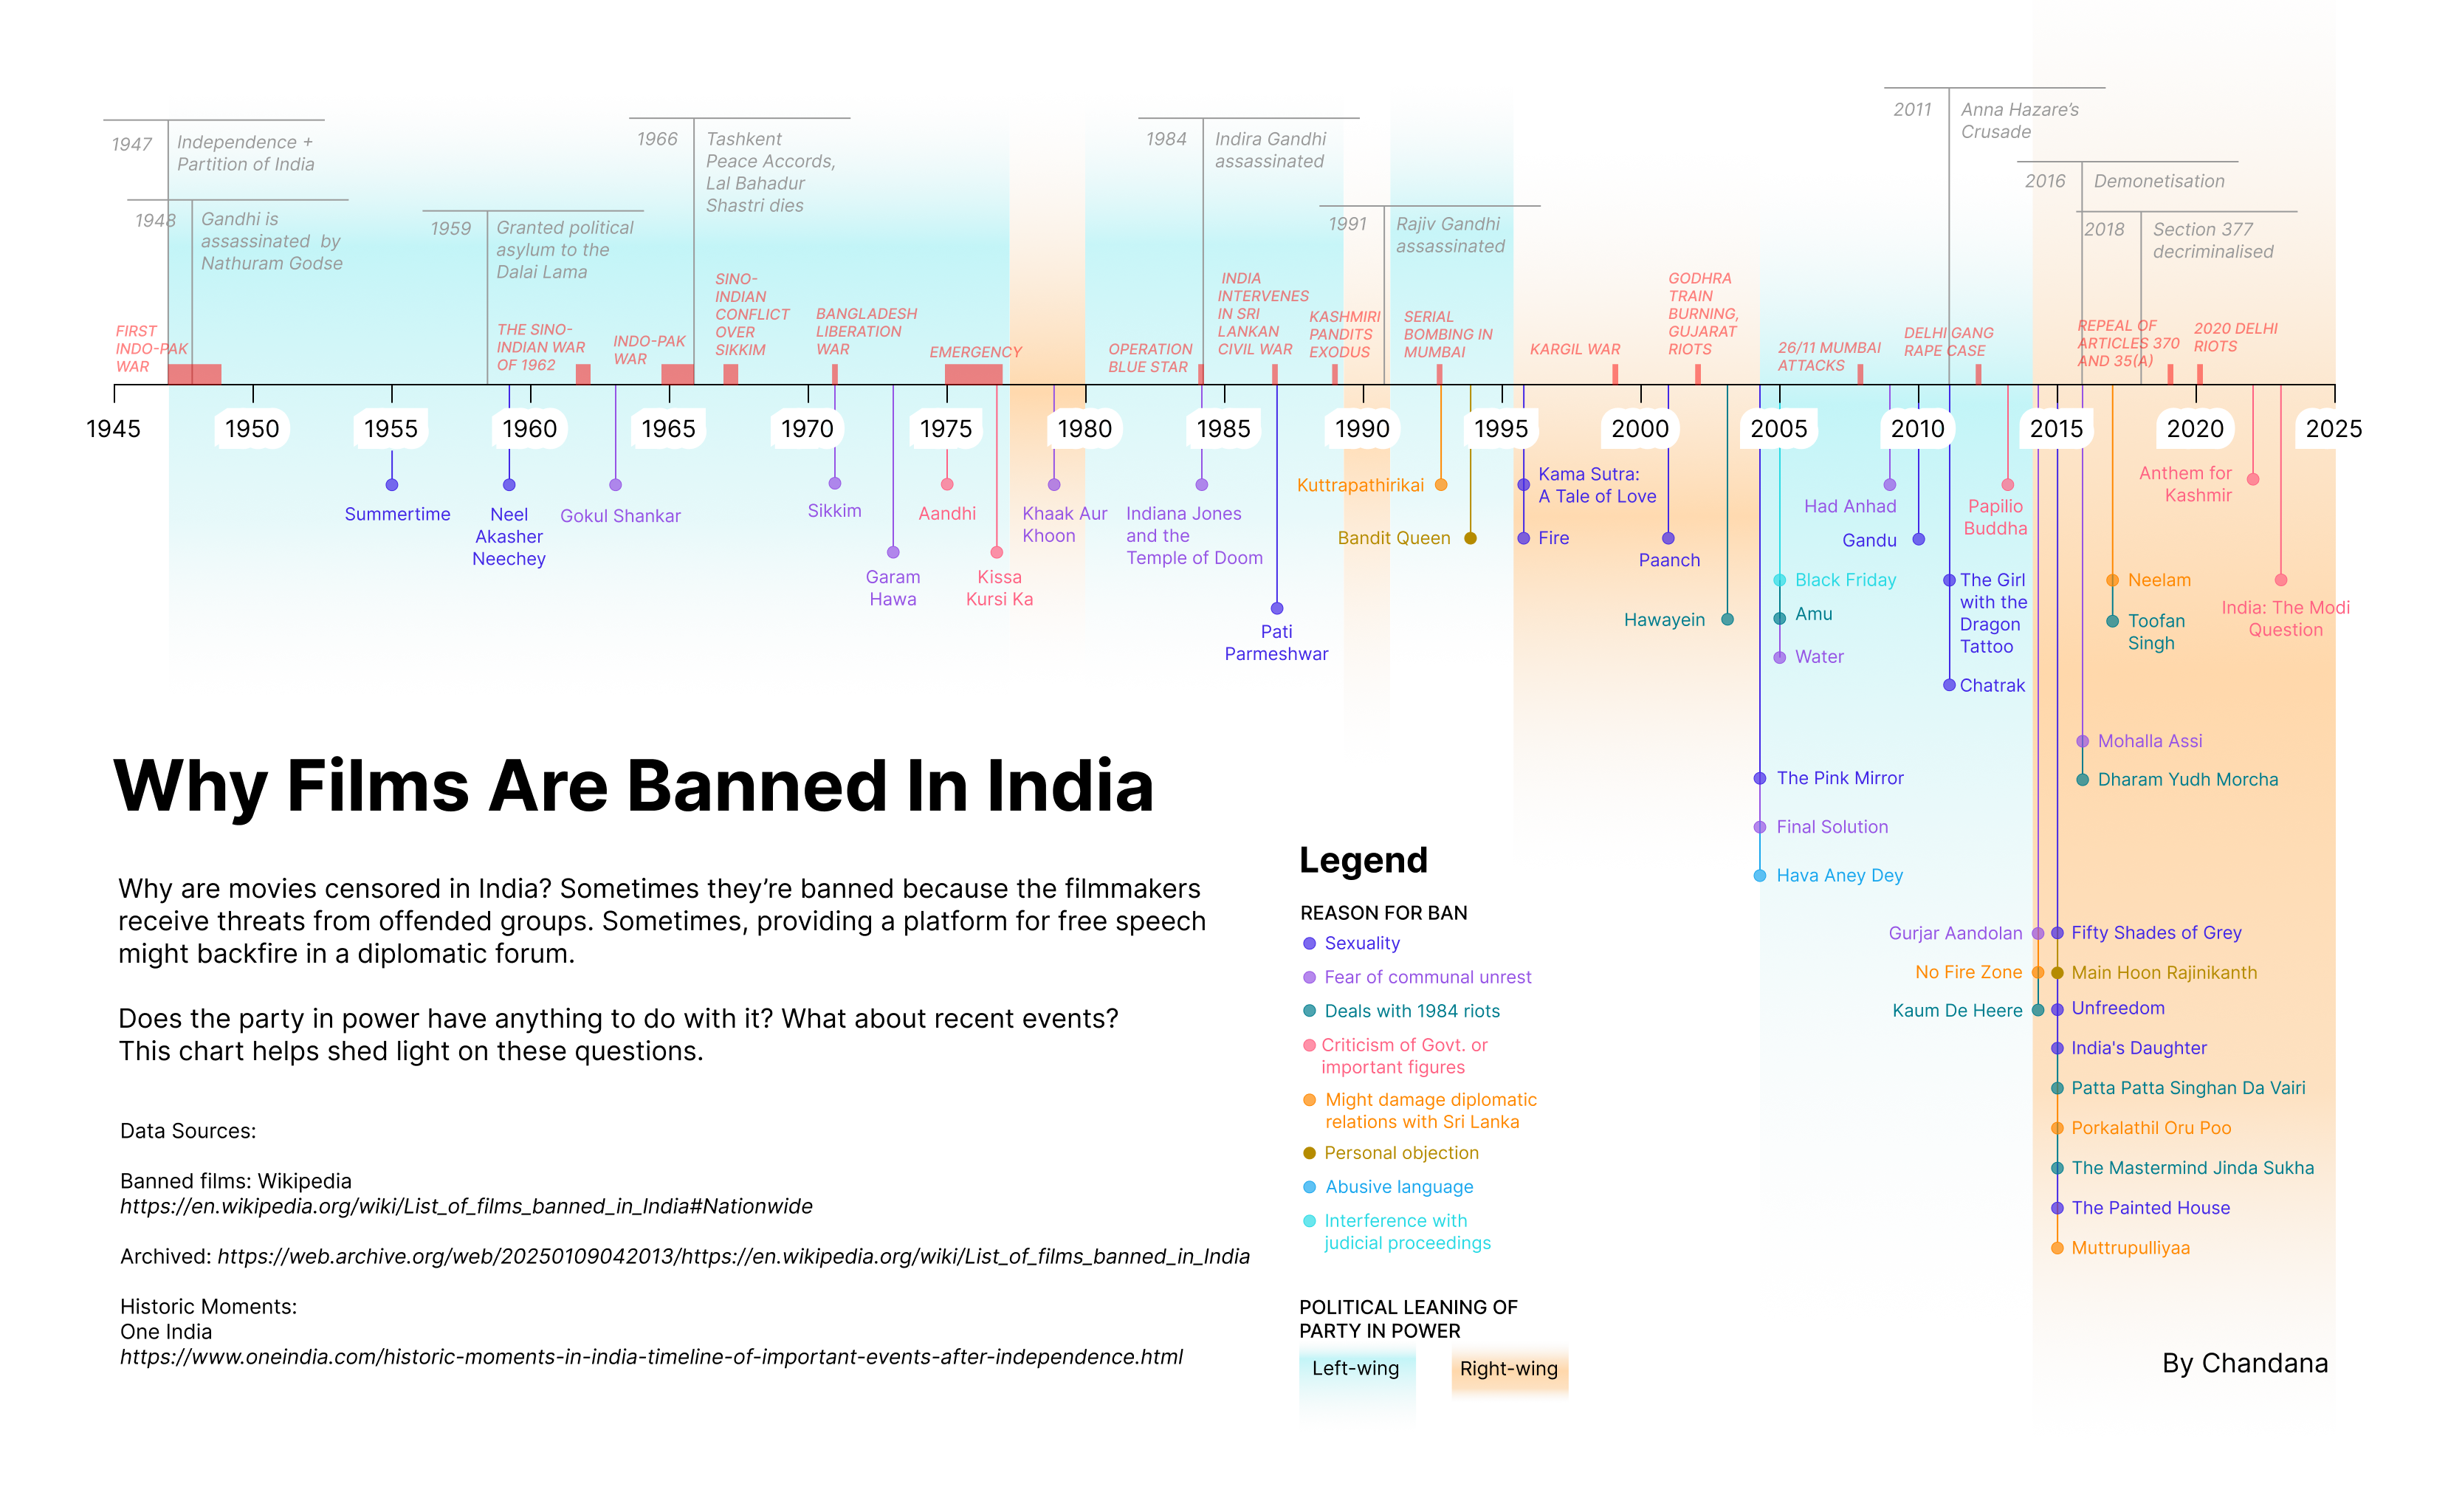 1947
Independence +
Partition of India
1948
Gandhi is
assassinated by
Nathuram Godse
1959
Granted political
asylum to the
Dalai Lama
1966
Tashkent
Peace Accords,
Lal Bahadur
Shastri dies
1984
Indira Gandhi
assassinated
1991
Rajiv Gandhi
assassinated
2011
Anna Hazare's
Crusade
2016
Demonetisation
2018
Section 377
decriminalised
FIRST
INDO-PAK
WAR
THE SINO-
INDIAN WAR
OF 1962
INDO-PAK
WAR
SINO-
INDIAN
CONFLICT
OVER
SIKKIM
BANGLADESH
LIBERATION
WAR
EMERGENCY
OPERATION
BLUE STAR
INDIA
INTERVENES
IN SRI
LANKAN
CIVIL WAR
KASHMIRI
PANDITS
EXODUS
SERIAL
BOMBING IN
MUMBAI
KARGIL WAR
GODHRA
TRAIN
BURNING,
GUJARAT
RIOTS
26/11 MUMBAI
ATTACKS
DELHI GANG
RAPE CASE
REPEAL OF
ARTICLES 370
AND 35(A)
2020 DELHI
RIOTS
1945 1950 1955 1960 1965 1970 1975 1980 1985 1990 1995 2000 2005 2010 2015 2020 2025
Summertime
Neel
Akasher
Neechey
Gokul Shankar
Sikkim
Garam
Hawa
Aandhi
Kissa
Kursi Ka
Khaak Aur
Khoon
Indiana Jones
and the
Temple of Doom
Pati
Parmeshwar
Kuttrapathirikai
Bandit Queen
Kama Sutra:
A Tale of Love
Fire
Paanch
Hawayein
Black Friday
Amu
Water
The Pink Mirror
Final Solution
Hava Aney Dey
Had Anhad
Gandu
The Girl
with the
Dragon
Tattoo
Chatrak
Papilio
Buddha
Gurjar Aandolan
No Fire Zone
Kaum De Heere
Fifty Shades of Grey
Main Hoon Rajinikanth
Unfreedom
India's Daughter
Patta Patta Singhan Da Vairi
Porkalathil Oru Poo
The Mastermind Jinda Sukha
The Painted House
Muttrupulliyaa
Mohalla Assi
Dharam Yudh Morcha
Neelam
Toofan
Singh
Anthem for
Kashmir
India: The Modi
Question
Why Films Are Banned In India
Why are movies censored in India? Sometimes they're banned because the filmmakers
receive threats from offended groups. Sometimes, providing a platform for free speech
might backfire in a diplomatic forum.
Does the party in power have anything to do with it? What about recent events?
This chart helps shed light on these questions.
Data Sources:
Banned films: Wikipedia
https://en.wikipedia.org/wiki/List_of_films_banned_in_India#Nationwide
Archived: https://web.archive.org/web/20250109042013/https://en.wikipedia.org/wiki/List_of_films_banned_in_India
Historic Moments:
One India
https://www.oneindia.com/historic-moments-in-india-timeline-of-important-events-after-independence.html
Legend
REASON FOR BAN
Sexuality
Fear of communal unrest
Deals with 1984 riots
Criticism of Govt. or
important figures
Might damage diplomatic
relations with Sri Lanka
Personal objection
Abusive language
Interference with
judicial proceedings
POLITICAL LEANING OF
PARTY IN POWER
Left-wing
Right-wing
By Chandana